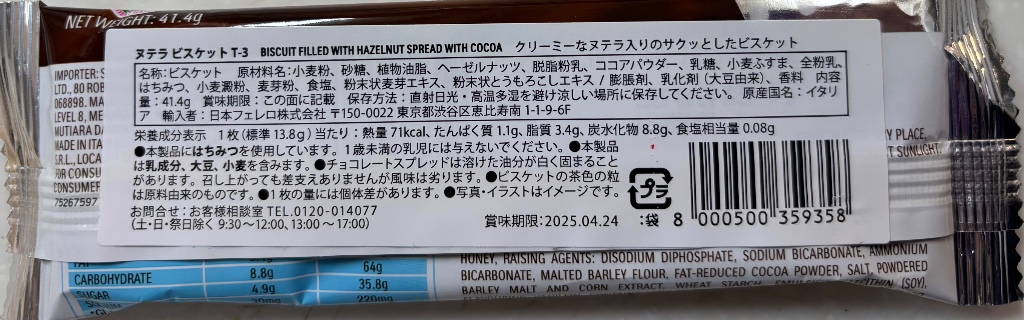 NET WEIGHT: 41.4g
ヌテラ ビスケット T-3 BISCUIT FILLED WITH HAZELNUT SPREAD WITH COCOA クリーミーなヌテラ入りのサクッとしたビスケット
名称:ビスケット 原材料名:小麦粉、砂糖、植物油脂、ヘーゼルナッツ、脱脂粉乳、ココアパウダー、乳糖、小麦ふすま、全粉乳、
はちみつ、小麦澱粉、麦芽粉、食塩、粉末状麦芽エキス、粉末状とうもろこしエキス / 膨脹剤、乳化剤(大豆由来)、香料 内容
量:41.4g 賞味期限:この面に記載 保存方法:直射日光・高温多湿を避け涼しい場所に保存してください。 原産国名:イタリ
ア 輸入者:日本フェレロ株式会社 〒150-0022 東京都渋谷区恵比寿南 1-1-9-6F
栄養成分表示 1枚(標準 13.8g)当たり:熱量 71kcal、たんぱく質 1.1g、脂質 3.4g、炭水化物 8.8g、食塩相当量 0.08g
●本製品にはちみつを使用しています。1歳未満の乳児には与えないでください。●本製品
は乳成分、大豆、小麦を含みます。●チョコレートスプレッドは溶けた油分が白く固まること
があります。召し上がっても差支えありませんが風味は劣ります。●ビスケットの茶色の粒
は原料由来のものです。●1枚の量には個体差があります。●写真・イラストはイメージです。
お問合せ:お客様相談室 TEL.0120-014077
(土・日・祭日除く 9:30～12:00、13:00～17:00)
賞味期限:2025.04.24
プラ
:袋
8 000500 359358
IMPORTER: S
LTD., 80 ROB
068898. MA
LEVEL 8, ME
MUTIARA DA
MADE IN ITA
S.R.L., LOCA
FOR CONSU
CONSUMER
75267597
Y PLACE,
SUNLIGHT.
FAT
64g
CARBOHYDRATE 8.8g 35.8g
SUGAR 4.9g
220mg
HONEY, RAISING AGENTS: DISODIUM DIPHOSPHATE, SODIUM BICARBONATE, AMMONIUM
BICARBONATE, MALTED BARLEY FLOUR, FAT-REDUCED COCOA POWDER, SALT, POWDERED
BARLEY MALT AND CORN EXTRACT, WHEAT STARCH, (SOY),